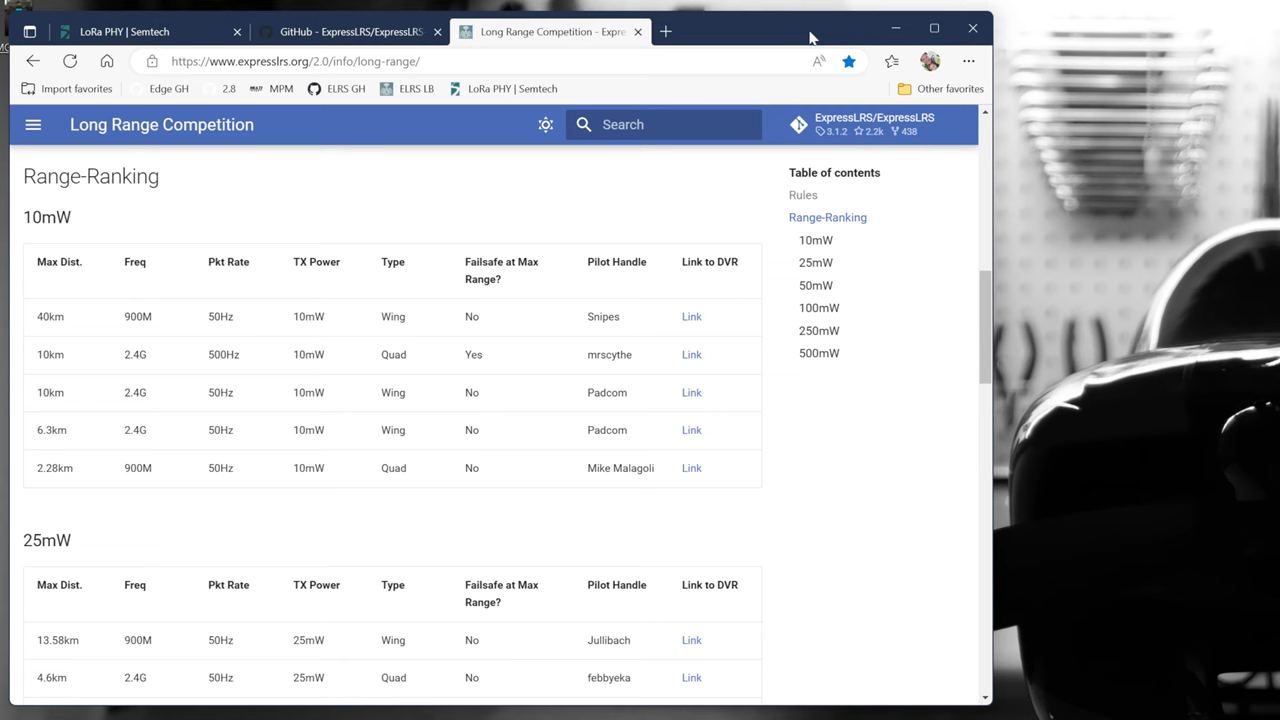 LoRa PHY | Semtech
GitHub - ExpressLRS/ExpressLRS
Long Range Competition - Expre
https://www.expresslrs.org/2.0/info/long-range/
Import favorites
Edge GH
2.8
MPM
ELRS GH
ELRS LB
LoRa PHY | Semtech
Other favorites
Long Range Competition
Search
ExpressLRS/ExpressLRS
3.1.2 2.2k 438
Range-Ranking
10mW
Max Dist. Freq Pkt Rate TX Power Type Failsafe at Max Range? Pilot Handle Link to DVR
40km 900M 50Hz 10mW Wing No Snipes Link
10km 2.4G 500Hz 10mW Quad Yes mrscythe Link
10km 2.4G 50Hz 10mW Wing No Padcom Link
6.3km 2.4G 50Hz 10mW Wing No Padcom Link
2.28km 900M 50Hz 10mW Quad No Mike Malagoli Link
25mW
Max Dist. Freq Pkt Rate TX Power Type Failsafe at Max Range? Pilot Handle Link to DVR
13.58km 900M 50Hz 25mW Wing No Jullibach Link
4.6km 2.4G 50Hz 25mW Quad No febbyeka Link
Table of contents
Rules
Range-Ranking
10mW
25mW
50mW
100mW
250mW
500mW